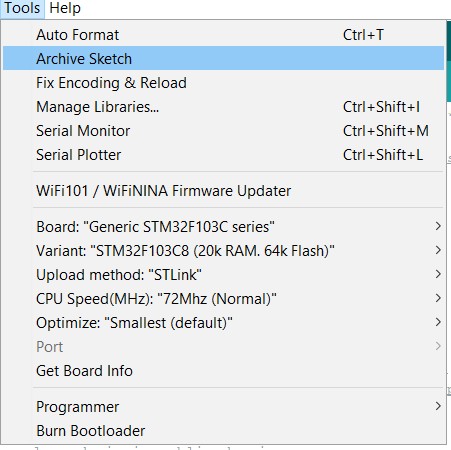 Tools Help
Auto Format Ctrl+T
Archive Sketch
Fix Encoding & Reload
Manage Libraries... Ctrl+Shift+I
Serial Monitor Ctrl+Shift+M
Serial Plotter Ctrl+Shift+L
WiFi101 / WiFiNINA Firmware Updater
Board: "Generic STM32F103C series"
Variant: "STM32F103C8 (20k RAM. 64k Flash)"
Upload method: "STLink"
CPU Speed(MHz): "72Mhz (Normal)"
Optimize: "Smallest (default)"
Port
Get Board Info
Programmer
Burn Bootloader